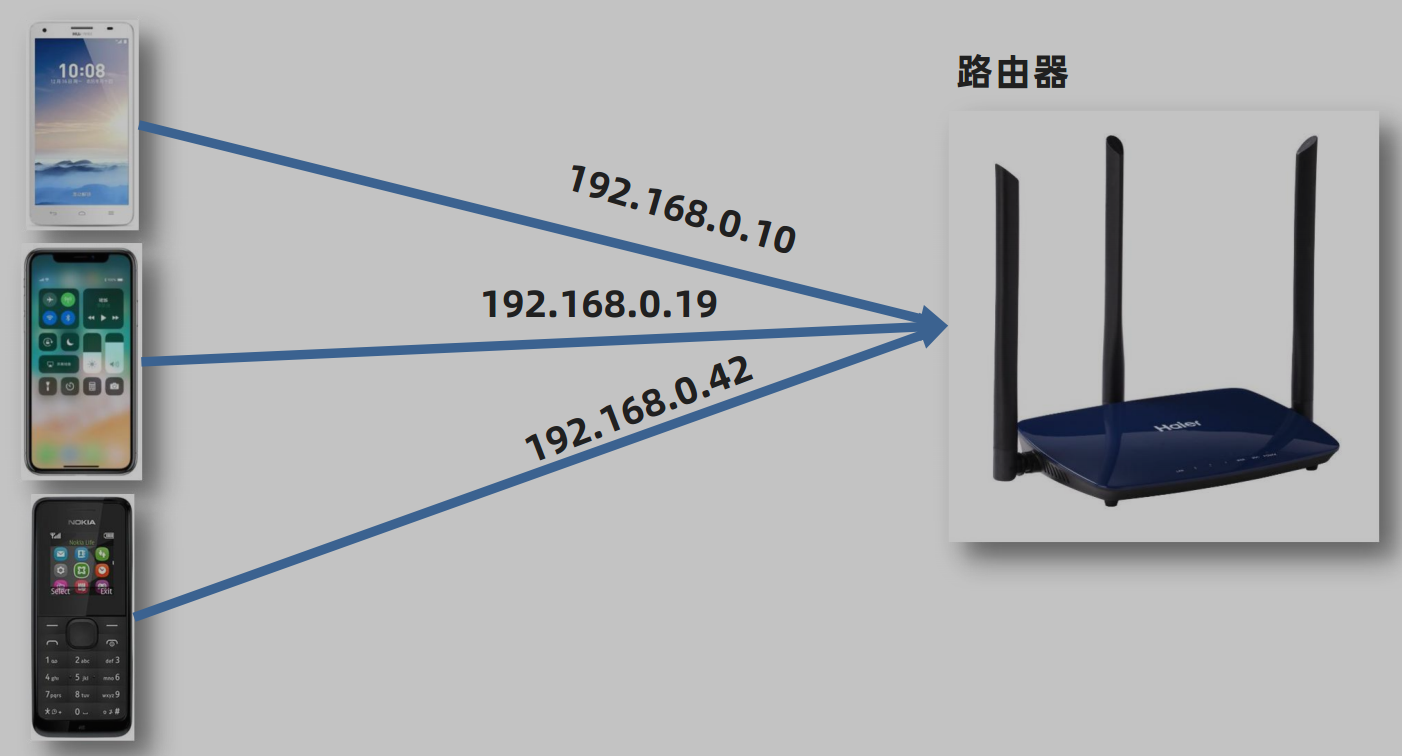 路由器
10:08
192.168.0.10
192.168.0.19
192.168.0.42
Haier
NOKIA
Nokia Life
Select Exit
1
2 abc def 3
4 ghi 5 jkl mno 6
7 pqrs 8 tuv wxyz 9
* 0 #